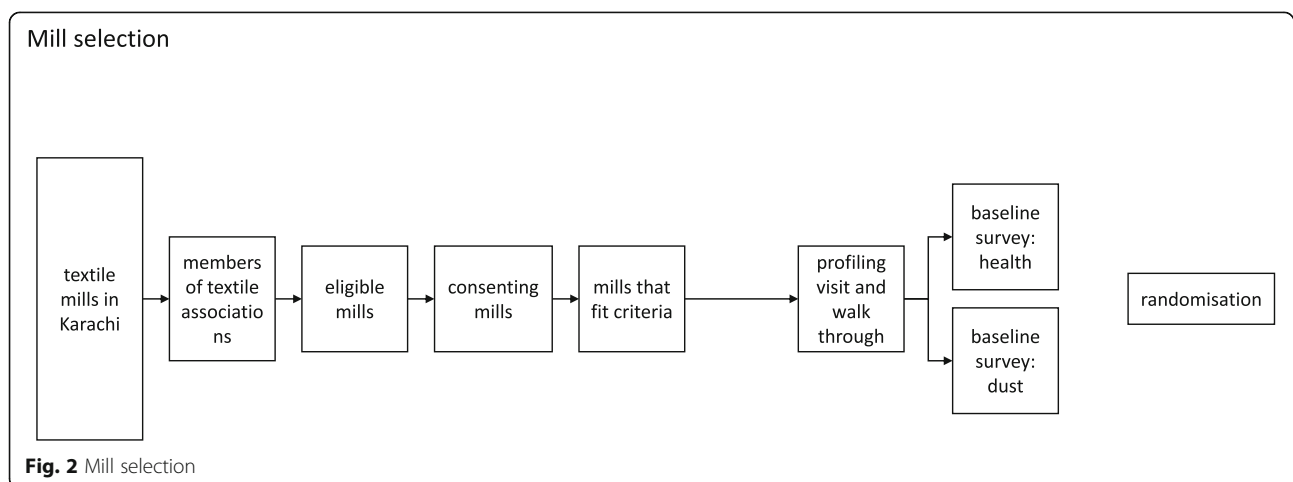 Mill selection
textile
mills in
Karachi
members
of textile
associatio
ns
eligible
mills
consenting
mills
mills that
fit criteria
profiling
visit and
walk
through
baseline
survey:
health
baseline
survey:
dust
randomisation
Fig. 2 Mill selection